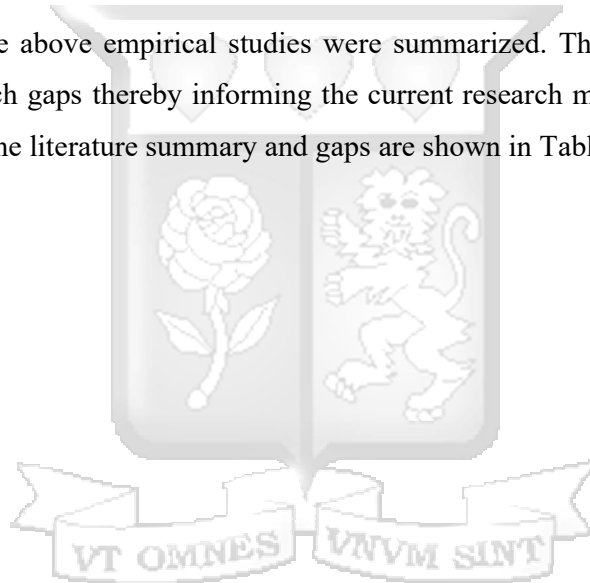 e above empirical studies were summarized. Th
ch gaps thereby informing the current research m
ne literature summary and gaps are shown in Tabl
VT OMNES VNVM SINT